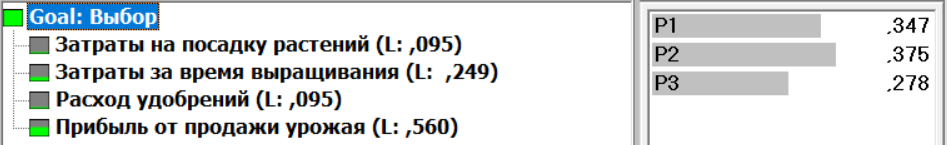 Goal: Выбор
Затраты на посадку растений (L: ,095)
Затраты за время выращивания (L: ,249)
Расход удобрений (L: ,095)
Прибыль от продажи урожая (L: ,560)
P1 ,347
P2 ,375
P3 ,278